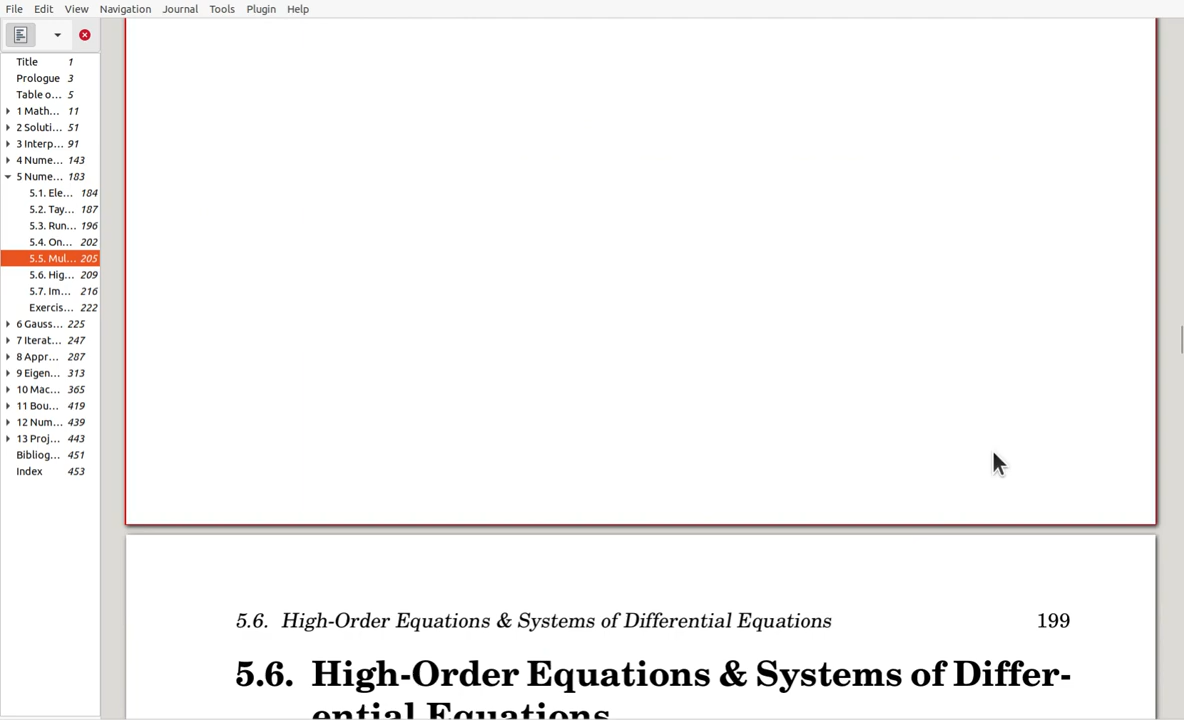 File Edit View Navigation Journal Tools Plugin Help
Title 1
Prologue 3
Table o... 5
1 Math... 11
2 Soluti... 51
3 Interp... 91
4 Nume... 143
5 Nume... 183
5.1. Ele... 184
5.2. Tay... 187
5.3. Run... 196
5.4. On... 202
5.5. Mul... 205
5.6. Hig... 209
5.7. Im... 216
Exercis... 222
6 Gauss... 225
7 Iterat... 247
8 Appr... 287
9 Eigen... 313
10 Mac... 365
11 Bou... 419
12 Num... 439
13 Proj... 443
Bibliog... 451
Index 453
5.6. High-Order Equations & Systems of Differential Equations 199
5.6. High-Order Equations & Systems of Differ-
ential Equations